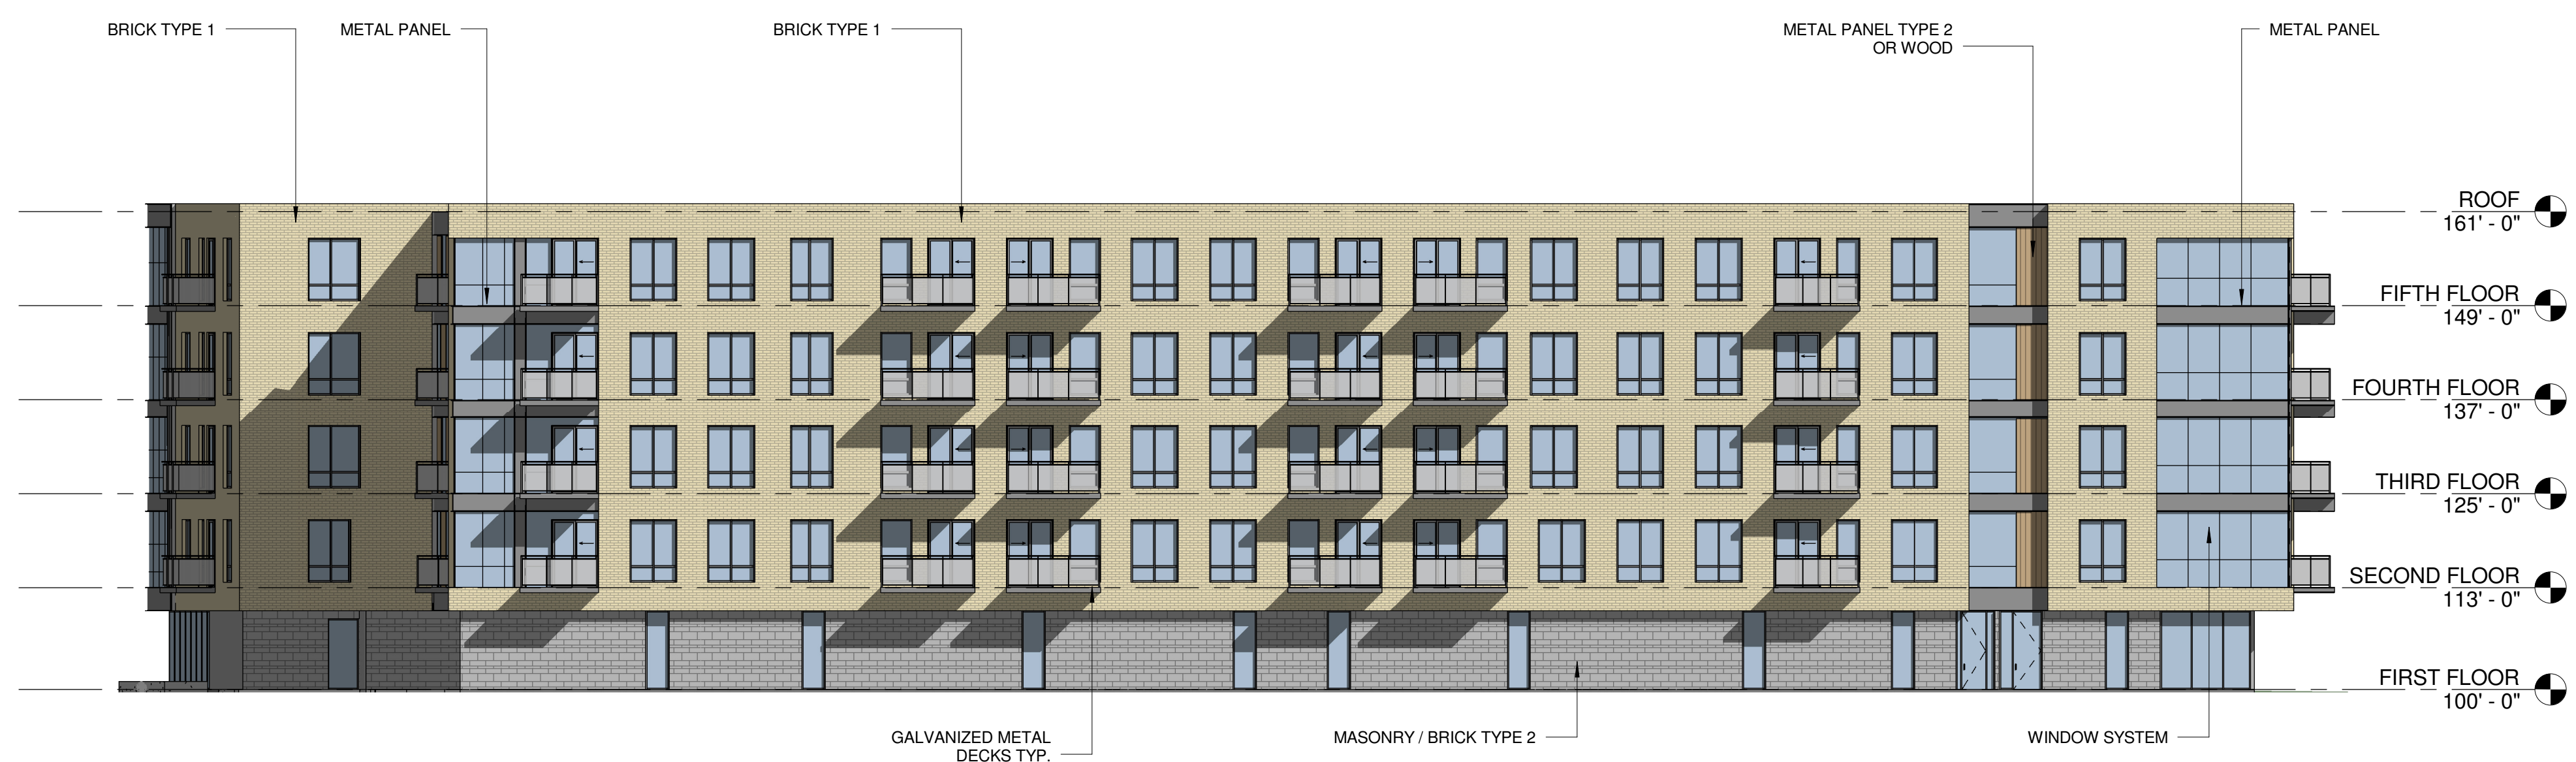 BRICK TYPE 1
METAL PANEL
BRICK TYPE 1
METAL PANEL TYPE 2
OR WOOD
METAL PANEL
ROOF
161' - 0"
FIFTH FLOOR
149' - 0"
FOURTH FLOOR
137' - 0"
THIRD FLOOR
125' - 0"
SECOND FLOOR
113' - 0"
FIRST FLOOR
100' - 0"
GALVANIZED METAL
DECKS TYP.
MASONRY / BRICK TYPE 2
WINDOW SYSTEM